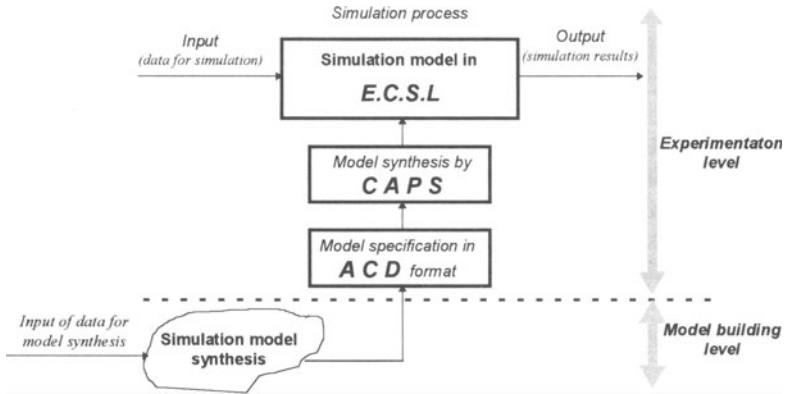 Simulation process
Input
(data for simulation)
Simulation model in
E.C.S.L
Output
(simulation results)
Model synthesis by
C A P S
Experimentaton
level
Model specification in
A C D format
Input of data for
model synthesis
Simulation model
synthesis
Model building
level